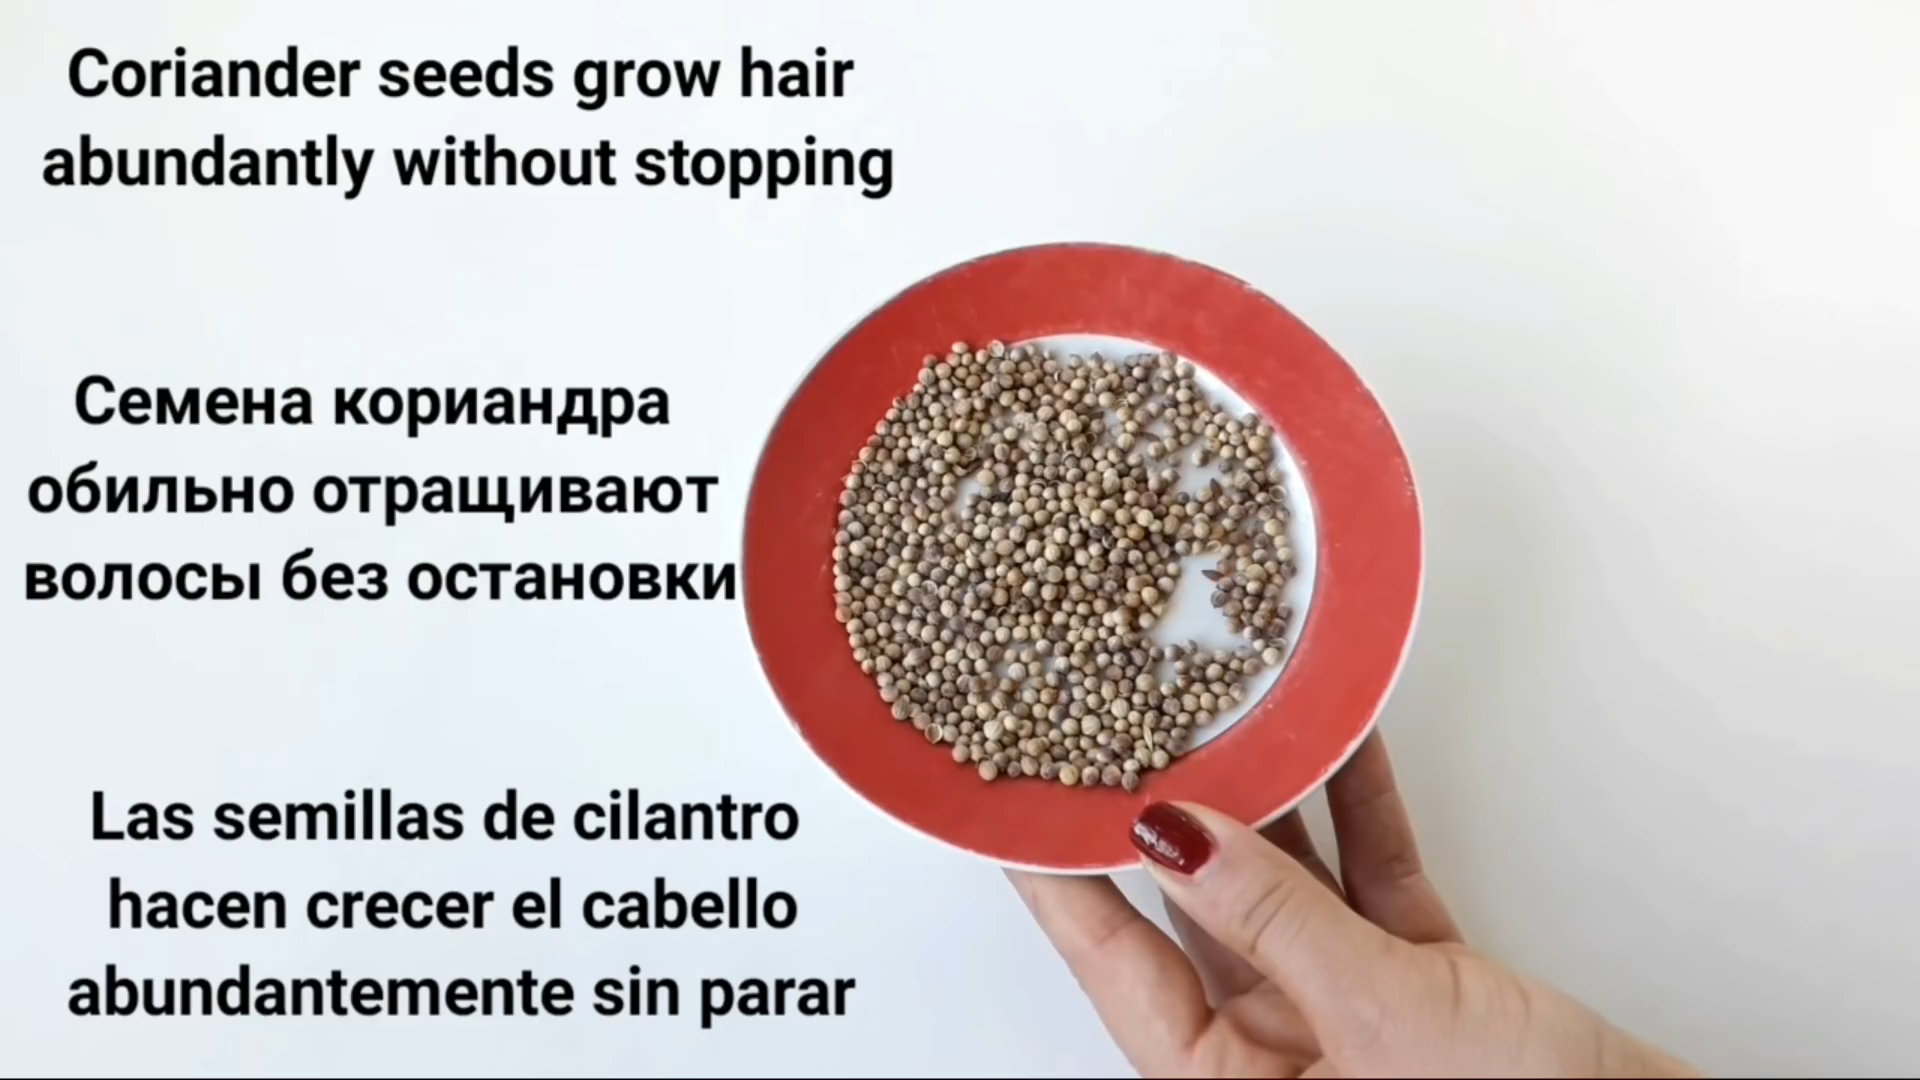 Coriander seeds grow hair
abundantly without stopping
Семена кориандра
обильно отращивают
волосы без остановки
Las semillas de cilantro
hacen crecer el cabello
abundantemente sin parar